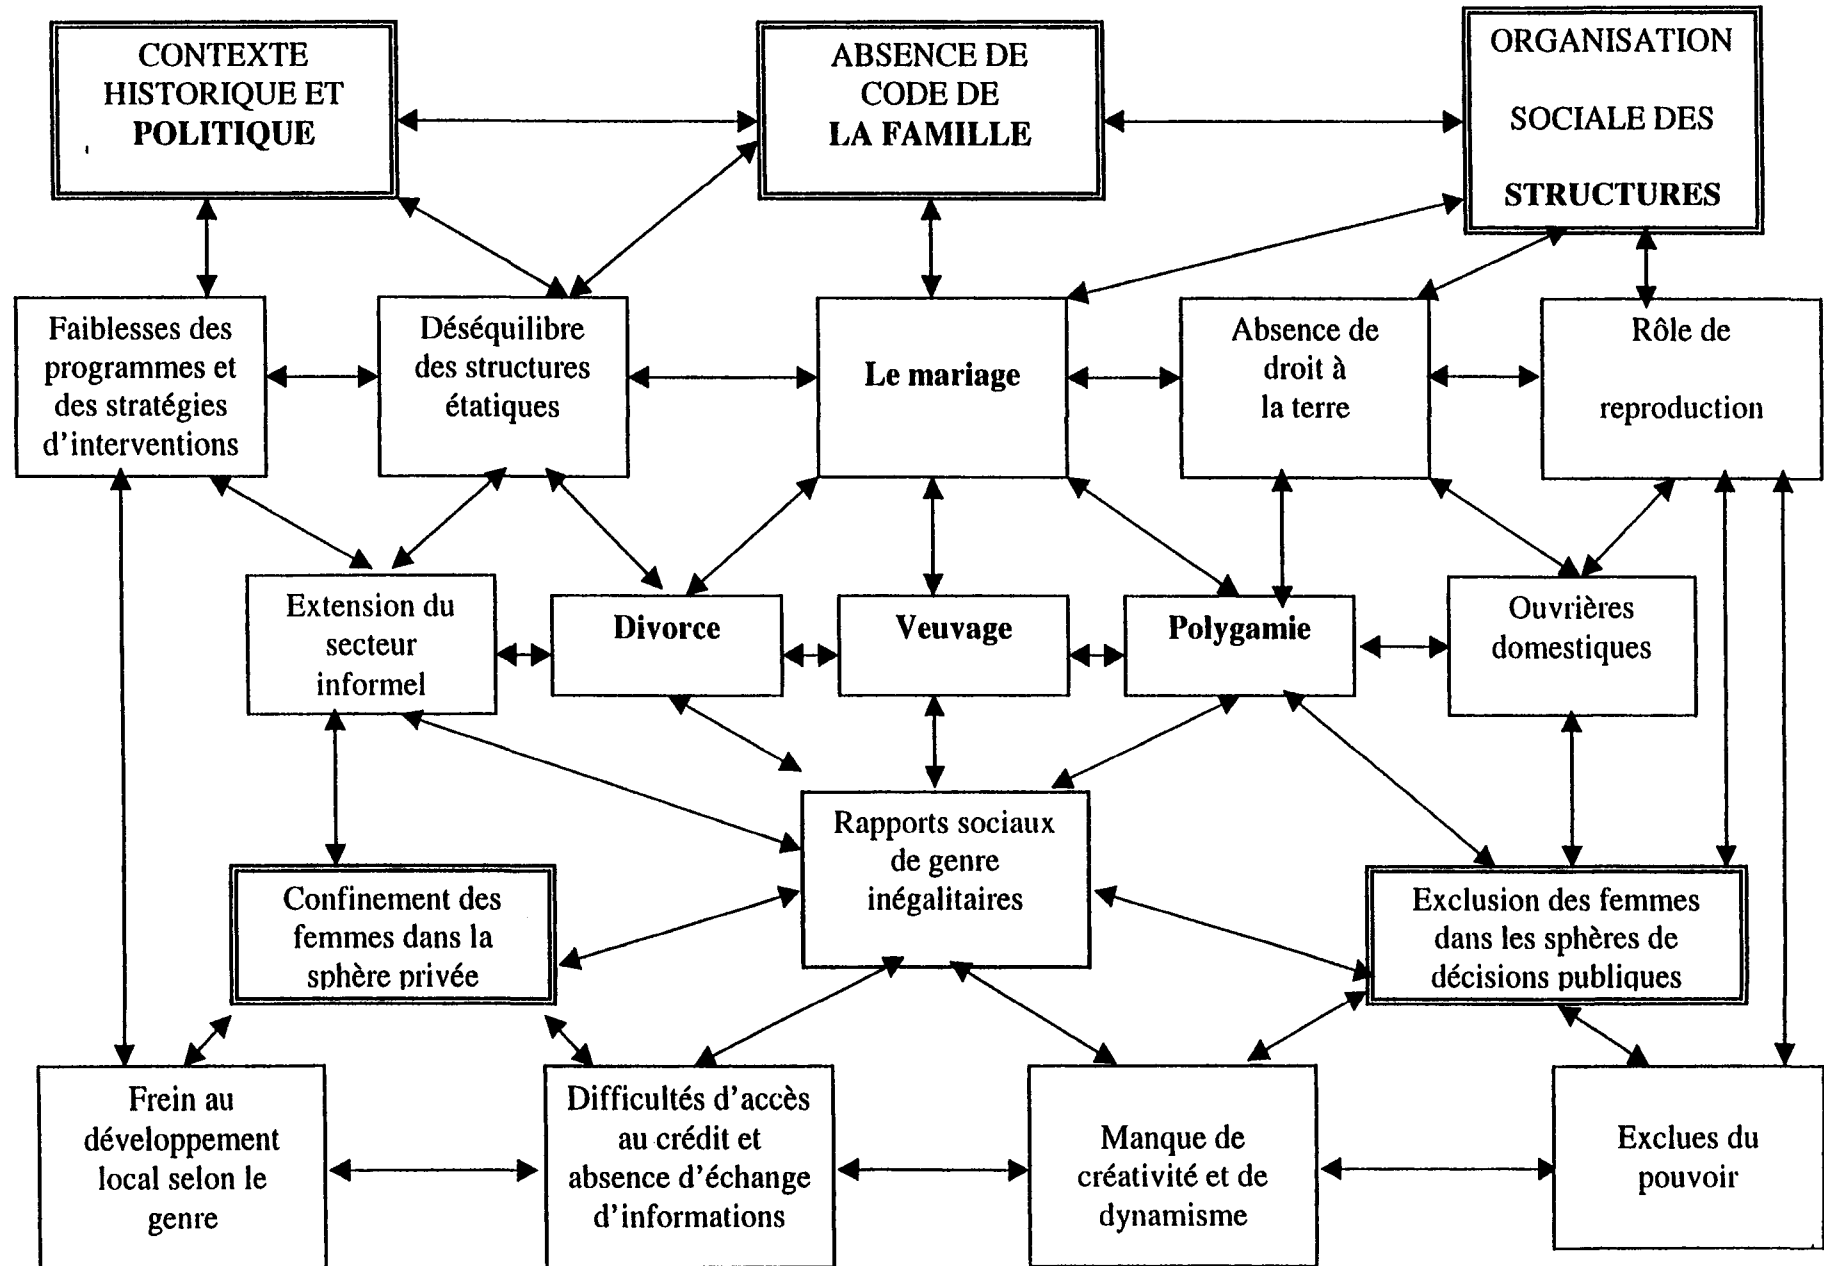 CONTEXTE
HISTORIQUE ET
POLITIQUE
ABSENCE DE
CODE DE
LA FAMILLE
ORGANISATION
SOCIALE DES
STRUCTURES
Faiblesses des
programmes et
des stratégies
d'interventions
Déséquilibre
des structures
étatiques
Le mariage
Absence de
droit à
la terre
Rôle de
reproduction
Extension du
secteur
informel
Divorce
Veuvage
Polygamie
Ouvrières
domestiques
Rapports sociaux
de genre
inégalitaires
Confinement des
femmes dans la
sphère privée
Exclusion des femmes
dans les sphères de
décisions publiques
Frein au
développement
local selon le
genre
Difficultés d'accès
au crédit et
absence d'échange
d'informations
Manque de
créativité et de
dynamisme
Exclues du
pouvoir